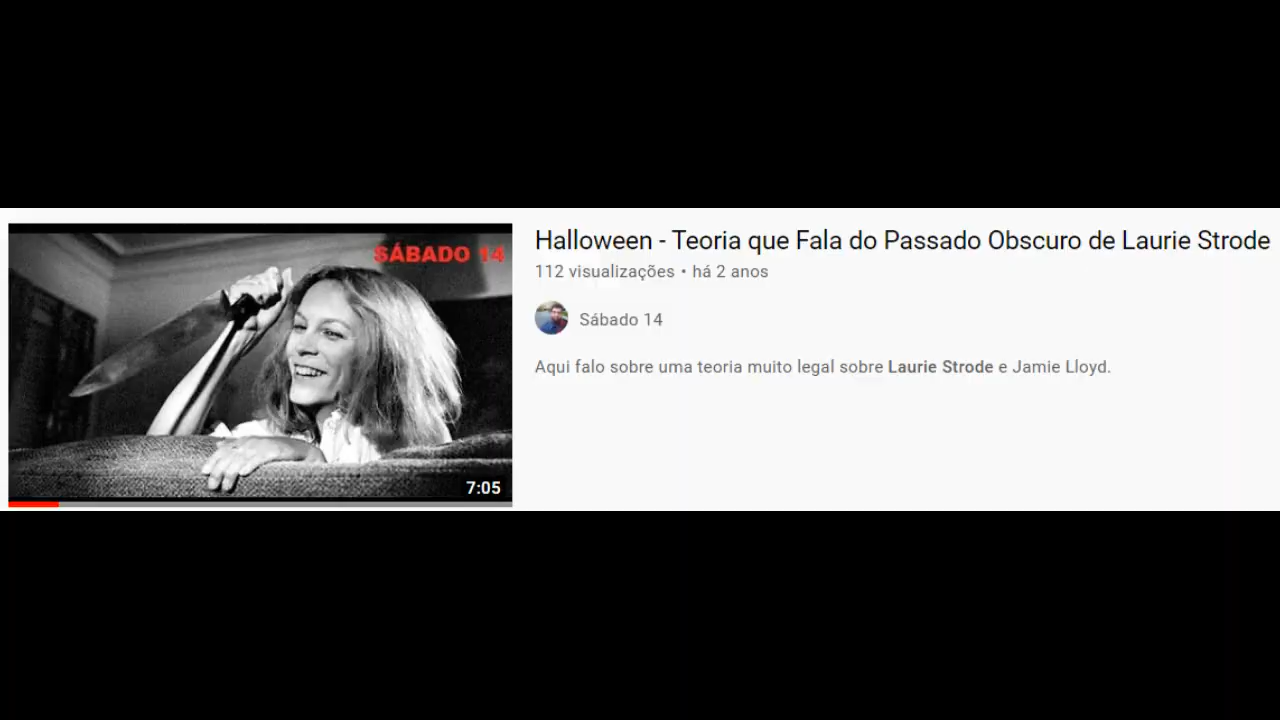 SÁBADO 14
7:05
Halloween - Teoria que Fala do Passado Obscuro de Laurie Strode
112 visualizações • há 2 anos
Sábado 14
Aqui falo sobre uma teoria muito legal sobre Laurie Strode e Jamie Lloyd.